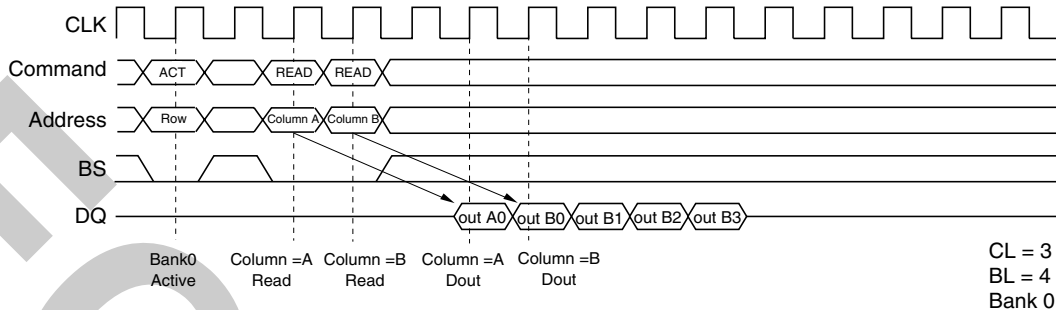 CLK
Command ACT READ READ
Address Row Column A Column B
BS
DQ out A0 out B0 out B1 out B2 out B3
Bank0 Column =A Column =B Column =A Column =B
Active Read Read Dout Dout
CL = 3
BL = 4
Bank 0